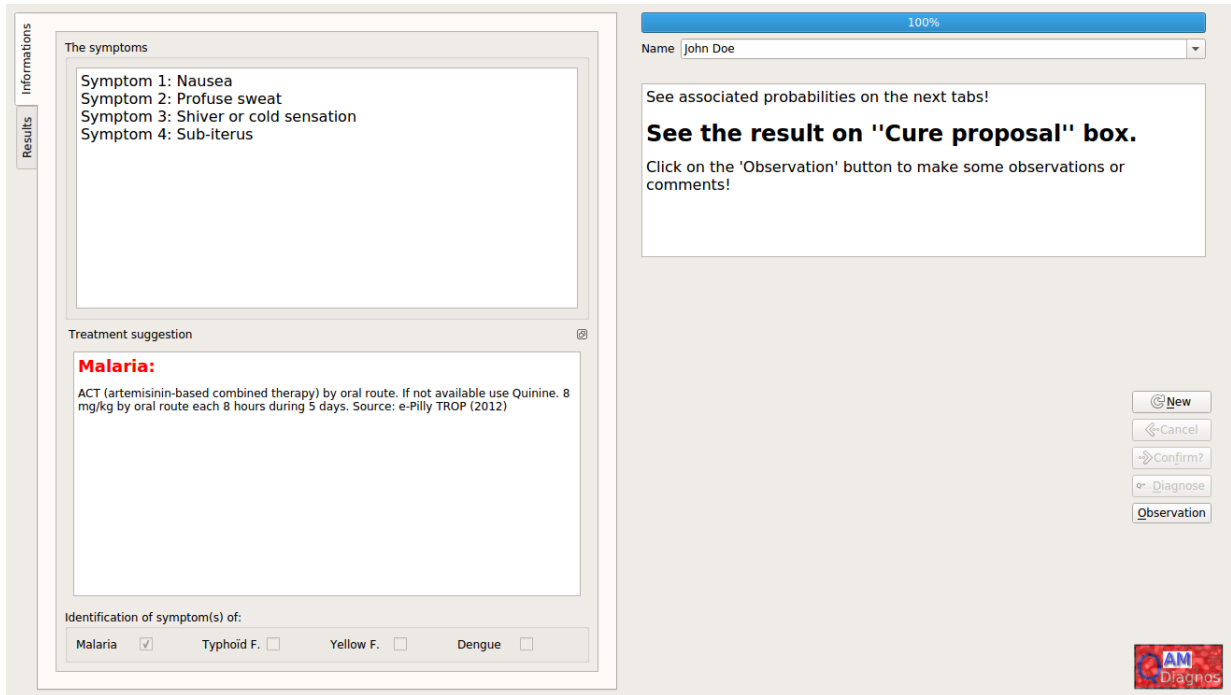 Informations
Results
The symptoms
Symptom 1: Nausea
Symptom 2: Profuse sweat
Symptom 3: Shiver or cold sensation
Symptom 4: Sub-iterus
Treatment suggestion
Malaria:
ACT (artemisinin-based combined therapy) by oral route. If not available use Quinine. 8
mg/kg by oral route each 8 hours during 5 days. Source: e-Pilly TROP (2012)
Identification of symptom(s) of:
Malaria
Typhoïd F.
Yellow F.
Dengue
100%
Name John Doe
See associated probabilities on the next tabs!
See the result on ''Cure proposal'' box.
Click on the 'Observation' button to make some observations or
comments!
New
Cancel
Confirm?
Diagnose
Observation
QAM
Diagnos